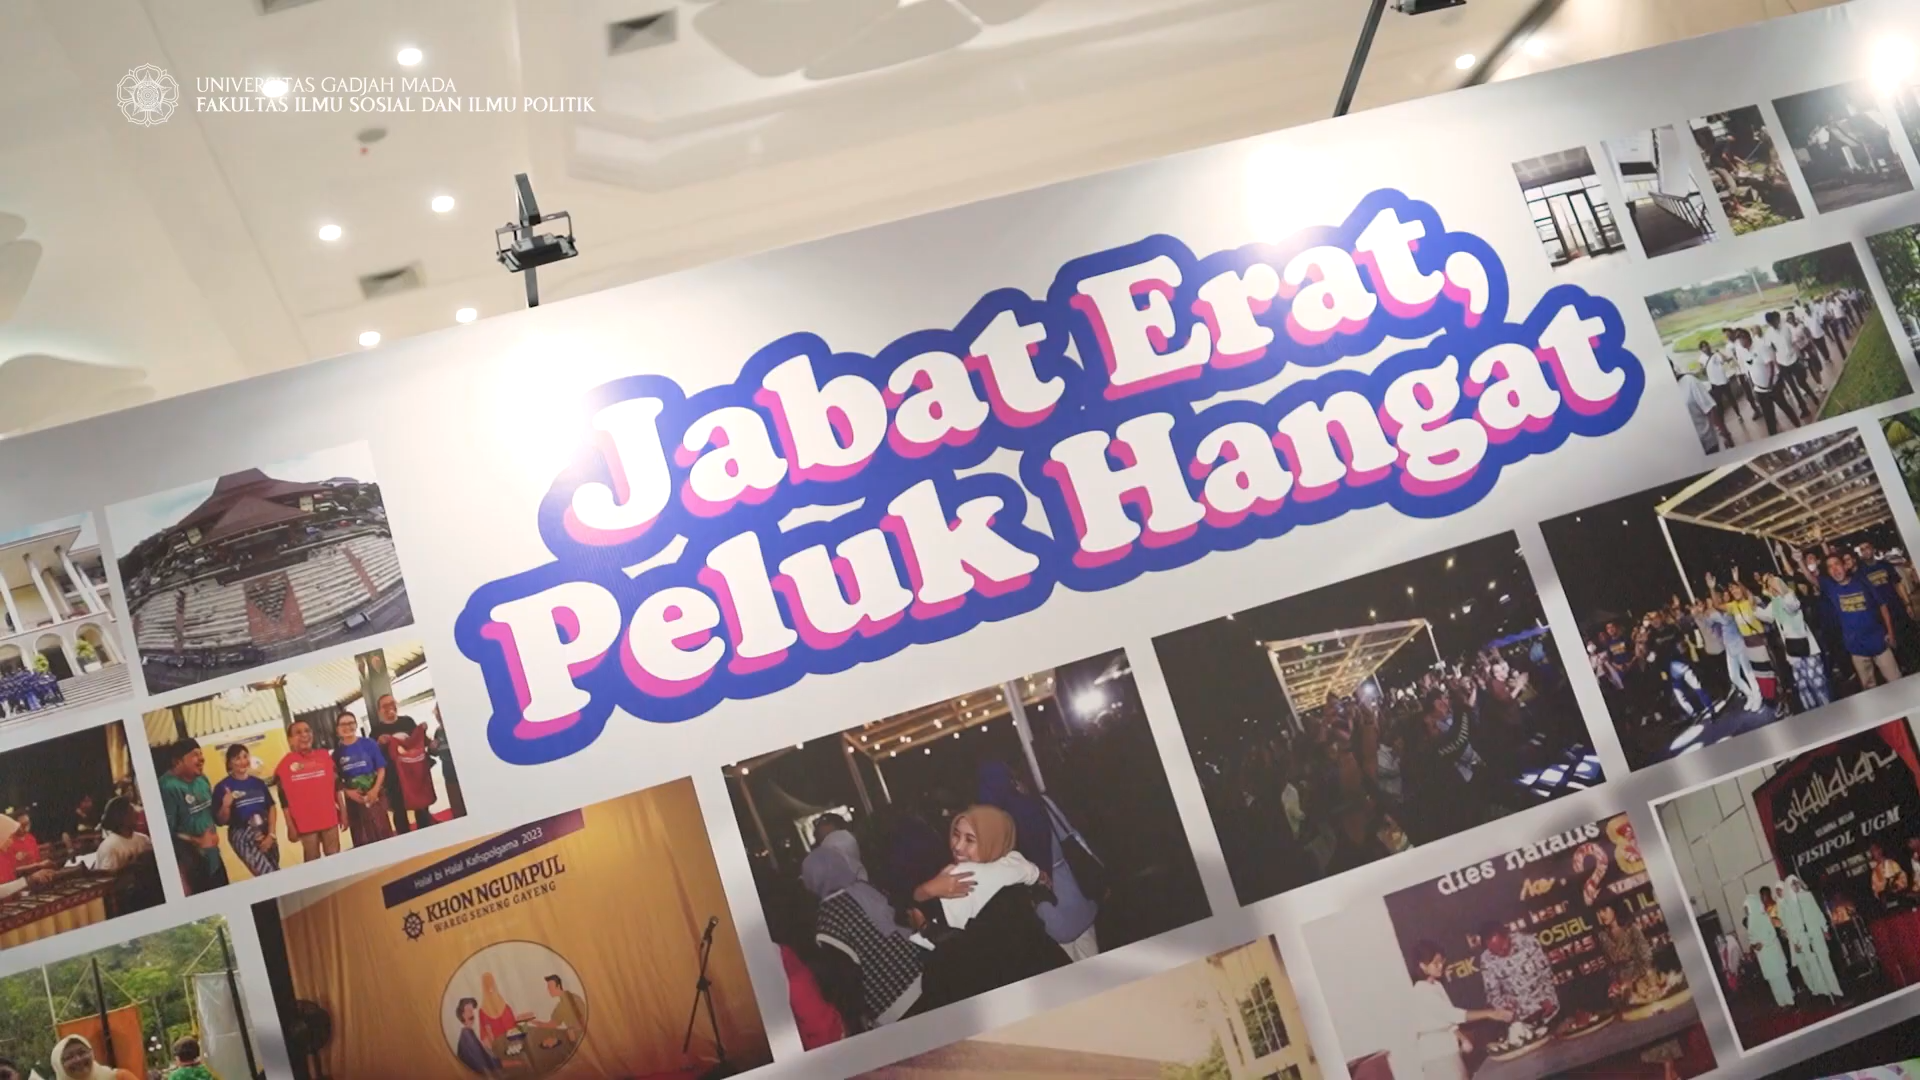 UNIVERSITAS GADJAH MADA
FAKULTAS ILMU SOSIAL DAN ILMU POLITIK
Jabat Erat,
Peluk Hangat
Halal bi Halal Kafispolgama 2023
KHON NGUMPUL
WAREG SENENG GAYENG
dies natalis
28
FISIPOL UGM